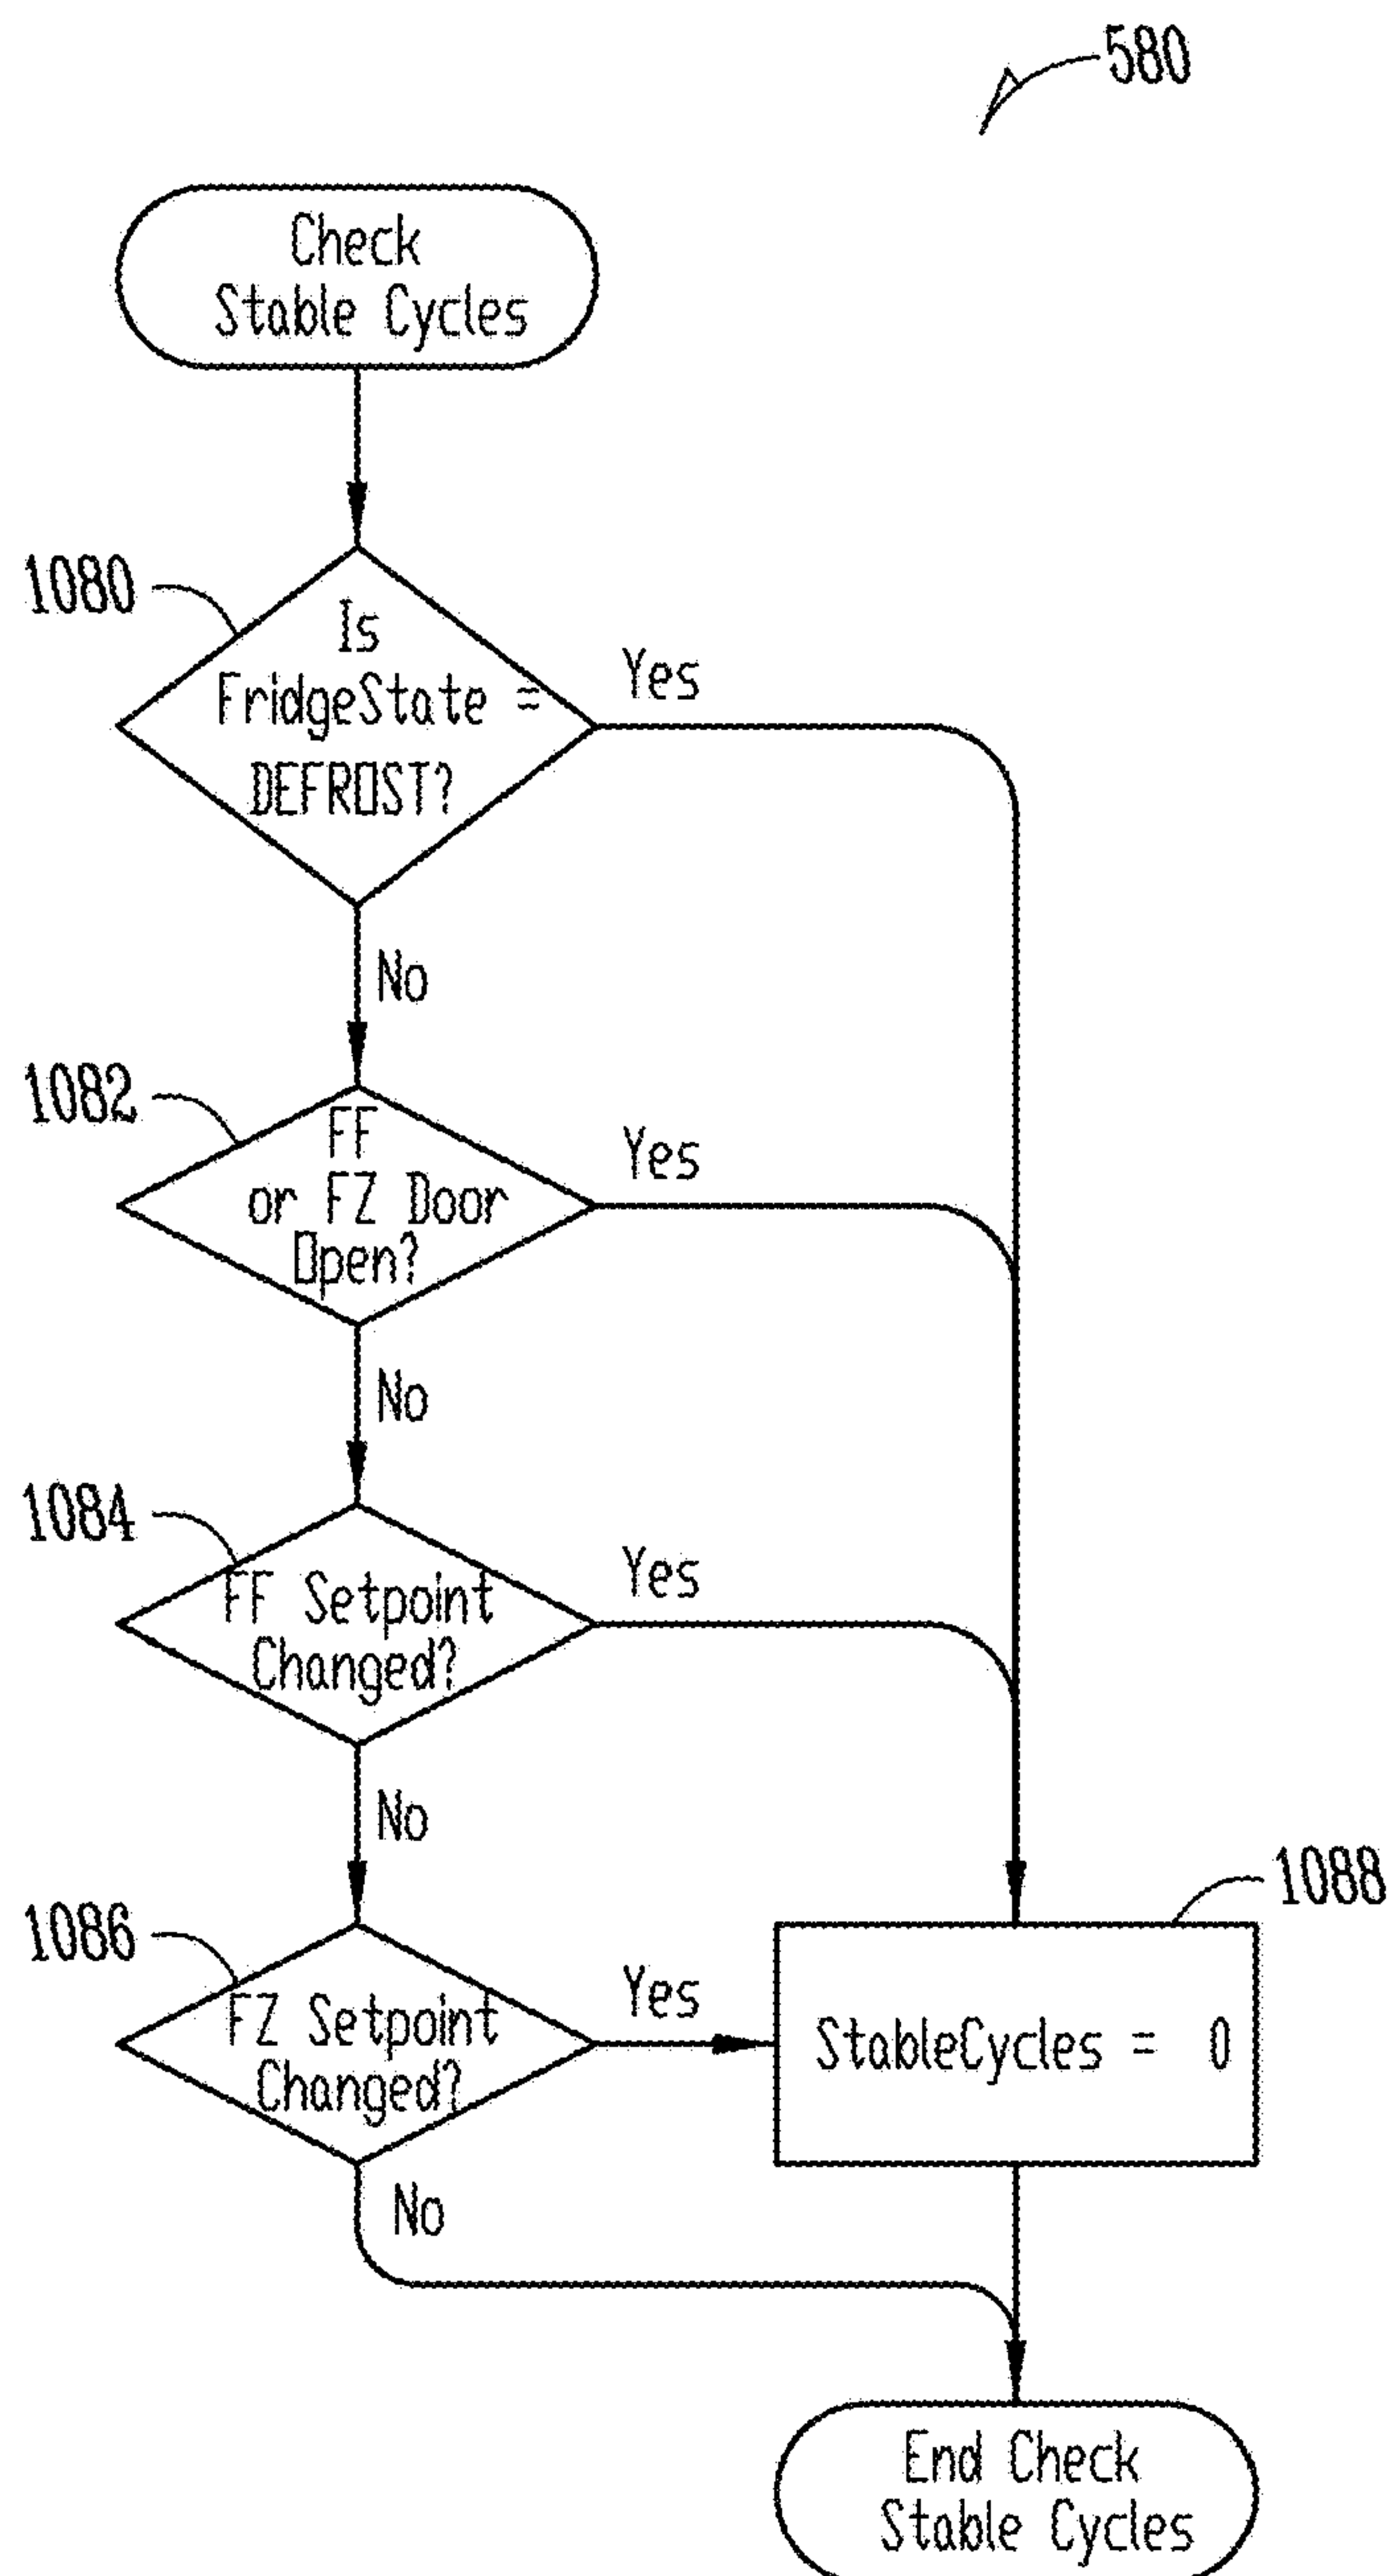 580
Check
Stable Cycles
1080
Is
FridgeState =
DEFROST?
Yes
No
1082
FF
or FZ Door
Open?
Yes
No
1084
FF Setpoint
Changed?
Yes
No
1086
FZ Setpoint
Changed?
Yes
1088
StableCycles = 0
No
End Check
Stable Cycles